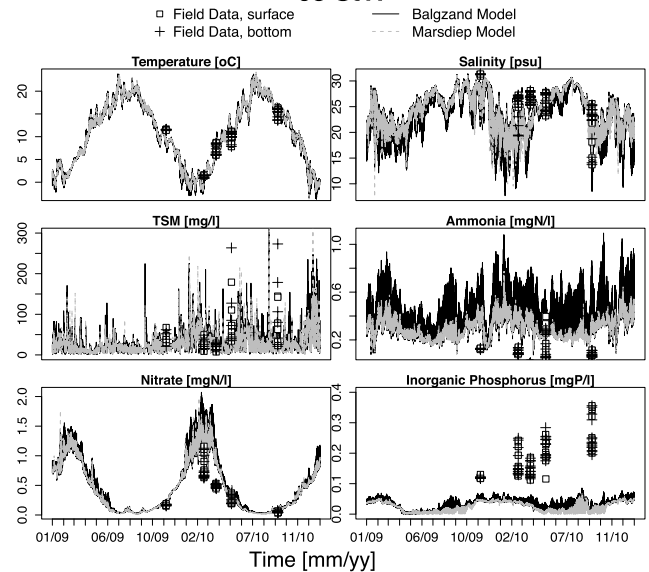 Field Data, surface
Field Data, bottom
Balgzand Model
Marsdiep Model
Temperature [oC]
0 5 10 20
Salinity [psu]
10 15 20 25 30
TSM [mg/l]
0 50 100 200 300
Ammonia [mgN/l]
0.2 0.6 1.0
Nitrate [mgN/l]
0.0 0.5 1.0 1.5 2.0
Inorganic Phosphorus [mgP/l]
0.0 0.1 0.2 0.3 0.4
01/09 06/09 10/09 02/10 07/10 11/10
01/09 06/09 10/09 02/10 07/10 11/10
Time [mm/yy]